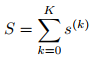 S = \sum_{k=0}^{K} s^{(k)}